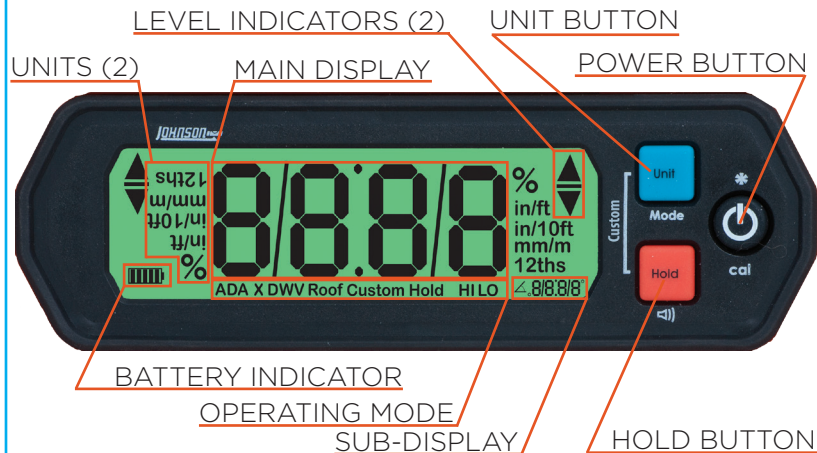 LEVEL INDICATORS (2) UNIT BUTTON
UNITS (2) MAIN DISPLAY POWER BUTTON
JOHNSON
12ths
mm/m
in/10ft
in/ft
%
8/8:8/8
%
in/ft
in/10ft
mm/m
12ths
ADA X DWV Roof Custom Hold HI LO
8/8:8/8°
Custom
Unit
Mode
Hold
cal
BATTERY INDICATOR
OPERATING MODE
SUB-DISPLAY HOLD BUTTON